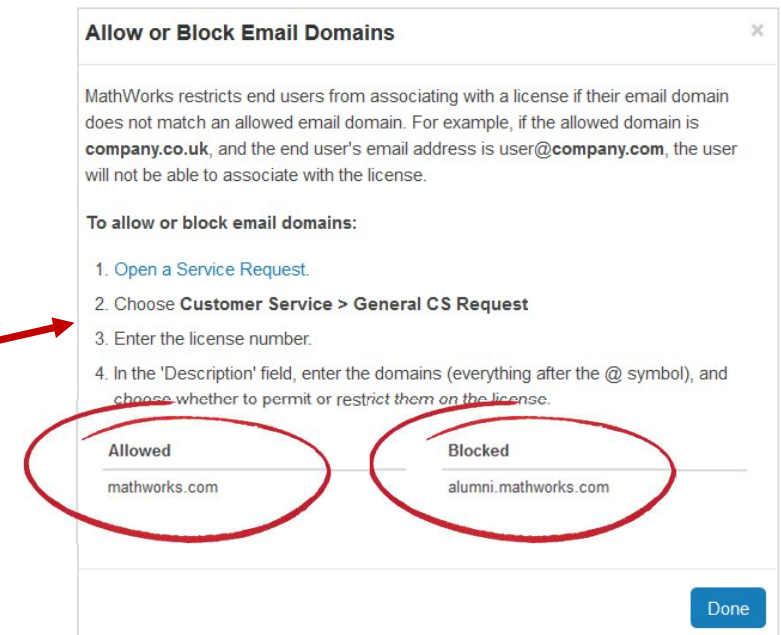 Allow or Block Email Domains
×
MathWorks restricts end users from associating with a license if their email domain
does not match an allowed email domain. For example, if the allowed domain is
company.co.uk, and the end user's email address is user@company.com, the user
will not be able to associate with the license.
To allow or block email domains:
1. Open a Service Request.
2. Choose Customer Service > General CS Request
3. Enter the license number.
4. In the 'Description' field, enter the domains (everything after the @ symbol), and
choose whether to permit or restrict them on the license.
Allowed
Blocked
mathworks.com
alumni.mathworks.com
Done